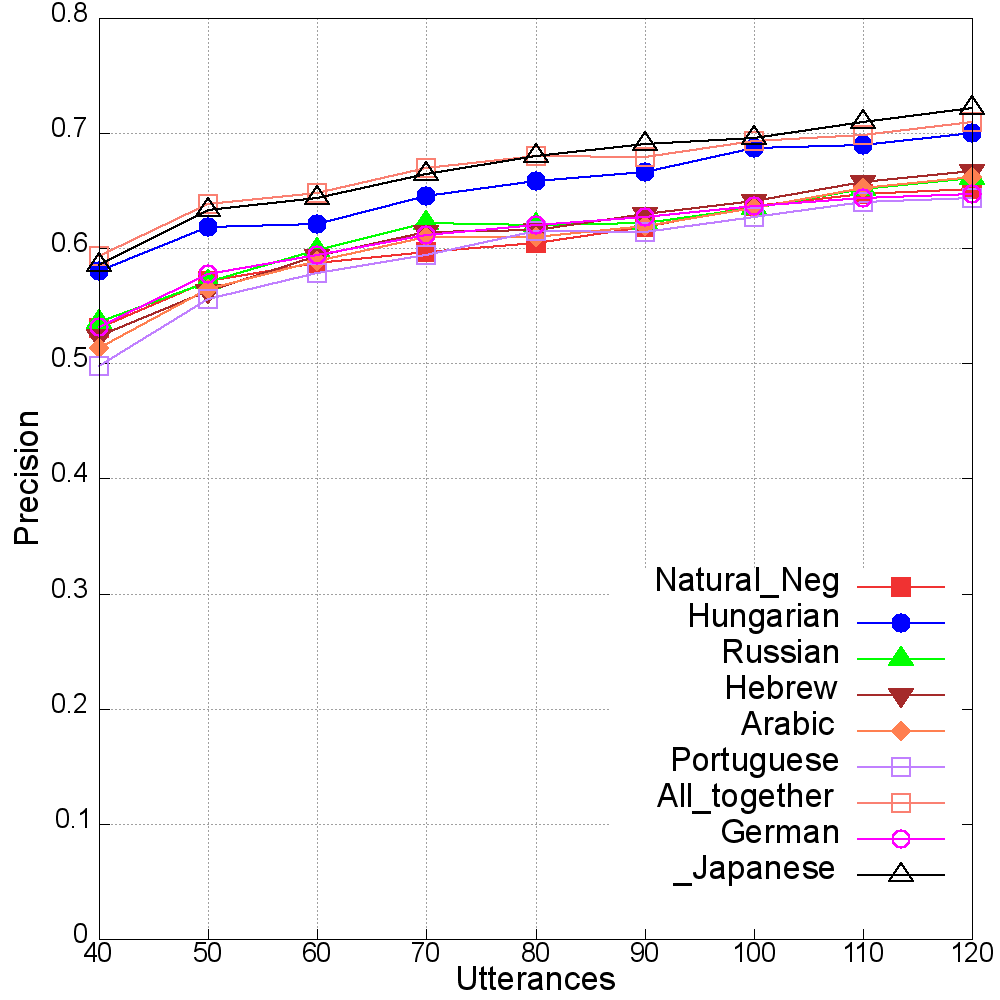 0.8
0.7
0.6
0.5
0.4
0.3
0.2
0.1
0
Precision
Natural_Neg
Hungarian
Russian
Hebrew
Arabic
Portuguese
All_together
German
_Japanese
40 50 60 70 80 90 100 110 120
Utterances